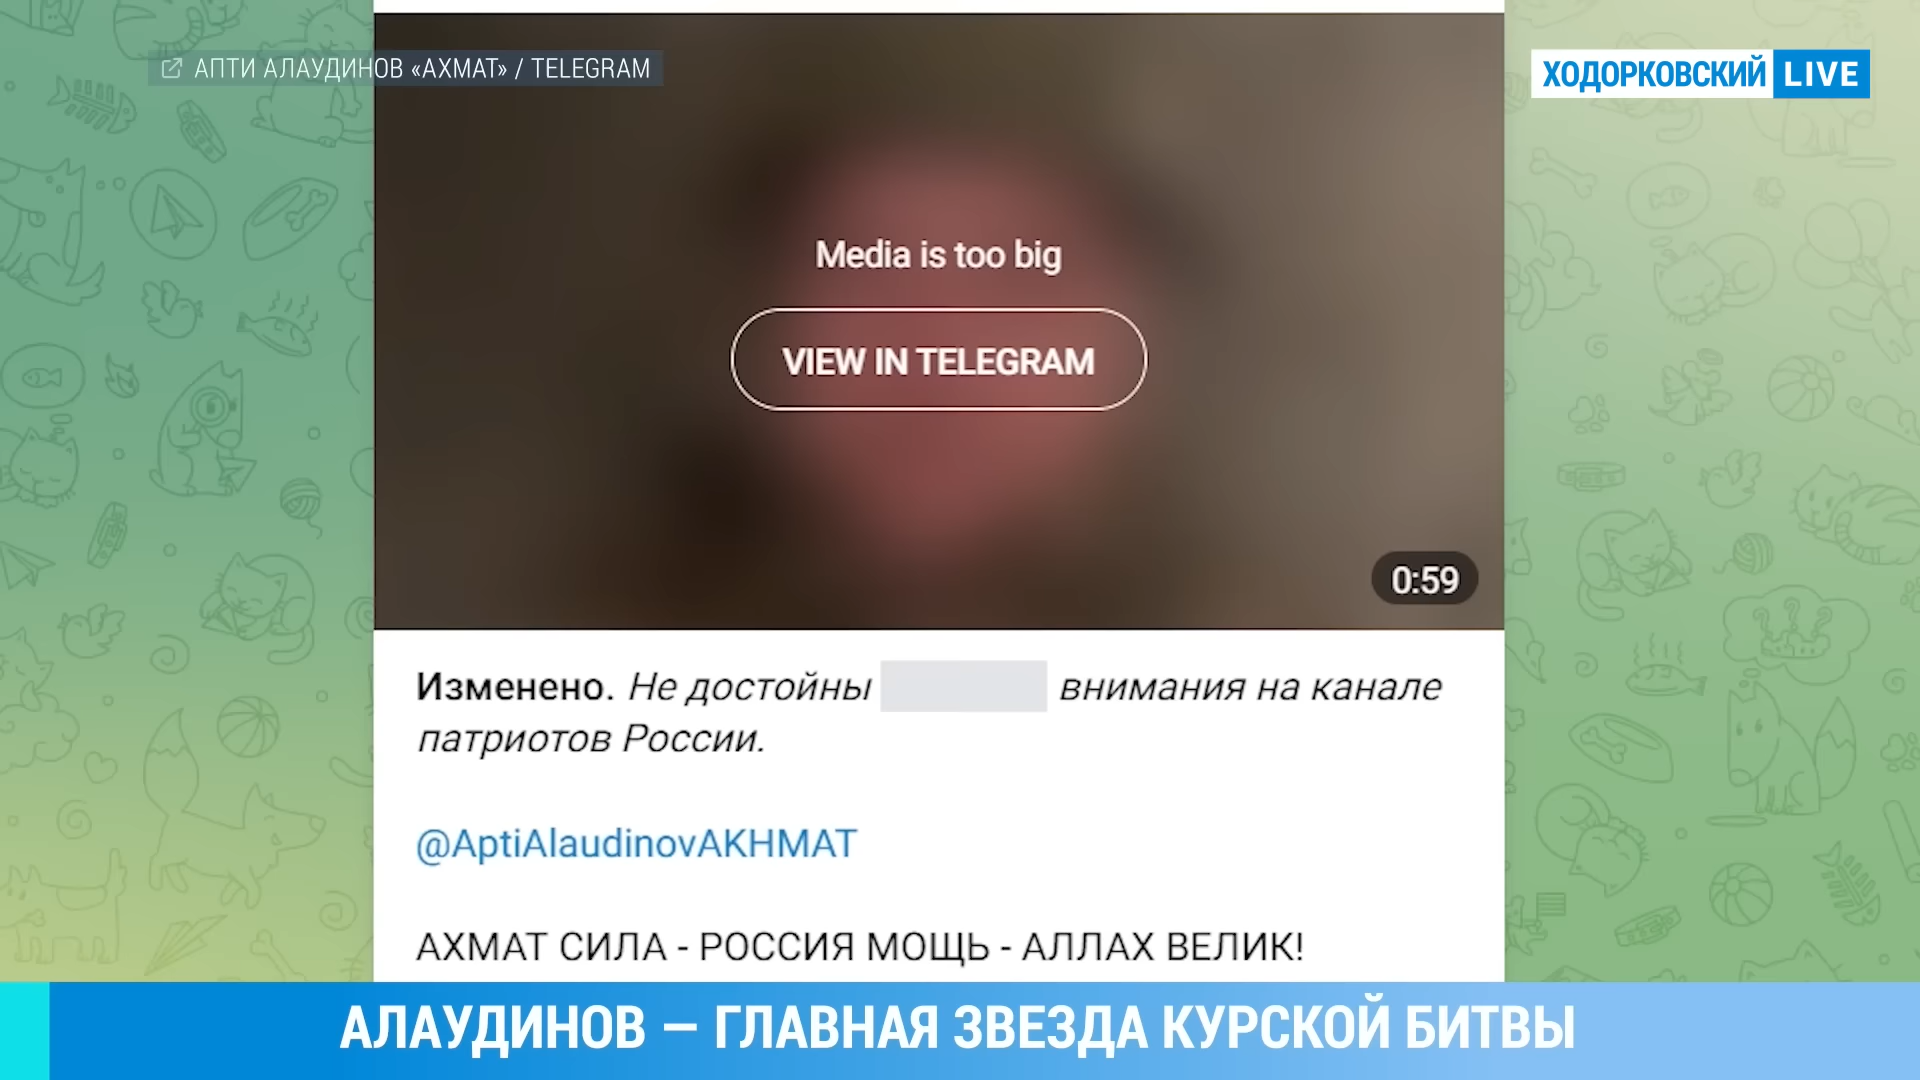 АПТИ АЛАУДИНОВ «АХМАТ» / TELEGRAM
ХОДОРКОВСКИЙ LIVE
Media is too big
VIEW IN TELEGRAM
0:59
Изменено. Не достойны внимания на канале
патриотов России.
@AptiAlaudinovAKHMAT
АХМАТ СИЛА - РОССИЯ МОЩЬ - АЛЛАХ ВЕЛИК!
АЛАУДИНОВ — ГЛАВНАЯ ЗВЕЗДА КУРСКОЙ БИТВЫ